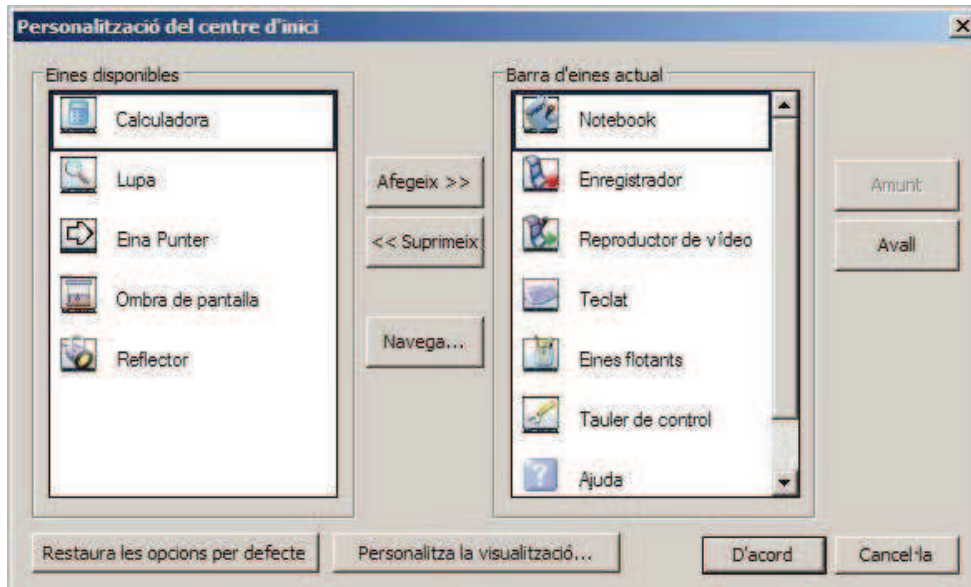 Personalització del centre d'inici
Eines disponibles
Calculadora
Lupa
Eina Punter
Ombra de pantalla
Reflector
Afegeix >>
<< Suprimeix
Navega...
Barra d'eines actual
Notebook
Enregistrador
Reproductor de vídeo
Teclat
Eines flotants
Tauler de control
Ajuda
Amunt
Avall
Restaura les opcions per defecte
Personalitza la visualització...
D'acord
Cancel·la